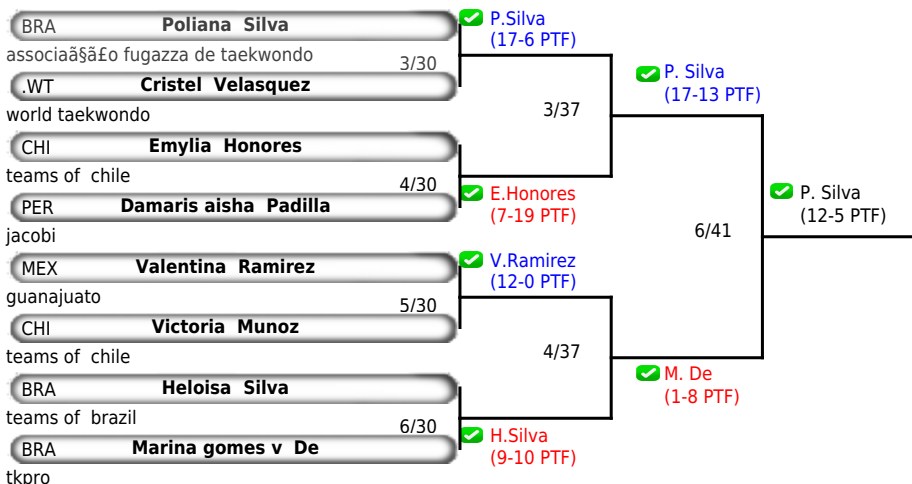 BRA Poliana Silva
associaã§ã£o fugazza de taekwondo
3/30
.WT Cristel Velasquez
world taekwondo
CHI Emylia Honores
teams of chile
4/30
PER Damaris aisha Padilla
jacobi
MEX Valentina Ramirez
guanajuato
5/30
CHI Victoria Munoz
teams of chile
BRA Heloisa Silva
teams of brazil
6/30
BRA Marina gomes v De
tkpro
P.Silva
(17-6 PTF)
3/37
E.Honores
(7-19 PTF)
V.Ramirez
(12-0 PTF)
4/37
H.Silva
(9-10 PTF)
P. Silva
(17-13 PTF)
6/41
M. De
(1-8 PTF)
P. Silva
(12-5 PTF)